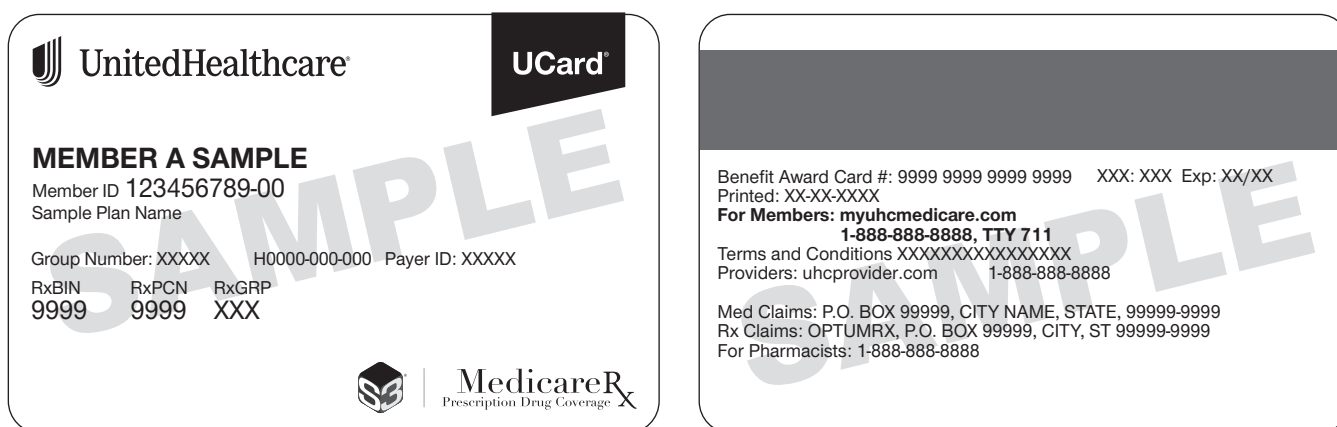 UnitedHealthcare®
UCard®
MEMBER A SAMPLE
Member ID 123456789-00
Sample Plan Name
Group Number: XXXXX H0000-000-000 Payer ID: XXXXX
RxBIN RxPCN RxGRP
9999 9999 XXX
S3
MedicareRx
Prescription Drug Coverage
SAMPLE
Benefit Award Card #: 9999 9999 9999 9999 XXX: XXX Exp: XX/XX
Printed: XX-XX-XXXX
For Members: myuhcmedicare.com
1-888-888-8888, TTY 711
Terms and Conditions XXXXXXXXXXXXXXXX
Providers: uhcprovider.com 1-888-888-8888
Med Claims: P.O. BOX 99999, CITY NAME, STATE, 99999-9999
Rx Claims: OPTUMRX, P.O. BOX 99999, CITY, ST 99999-9999
For Pharmacists: 1-888-888-8888
SAMPLE